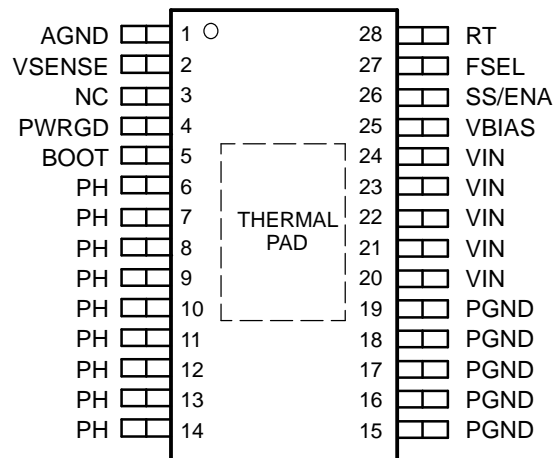 AGND 1 28 RT
VSENSE 2 27 FSEL
NC 3 26 SS/ENA
PWRGD 4 25 VBIAS
BOOT 5 24 VIN
PH 6 23 VIN
PH 7 22 VIN
PH 8 21 VIN
PH 9 20 VIN
PH 10 19 PGND
PH 11 18 PGND
PH 12 17 PGND
PH 13 16 PGND
PH 14 15 PGND
THERMAL
PAD